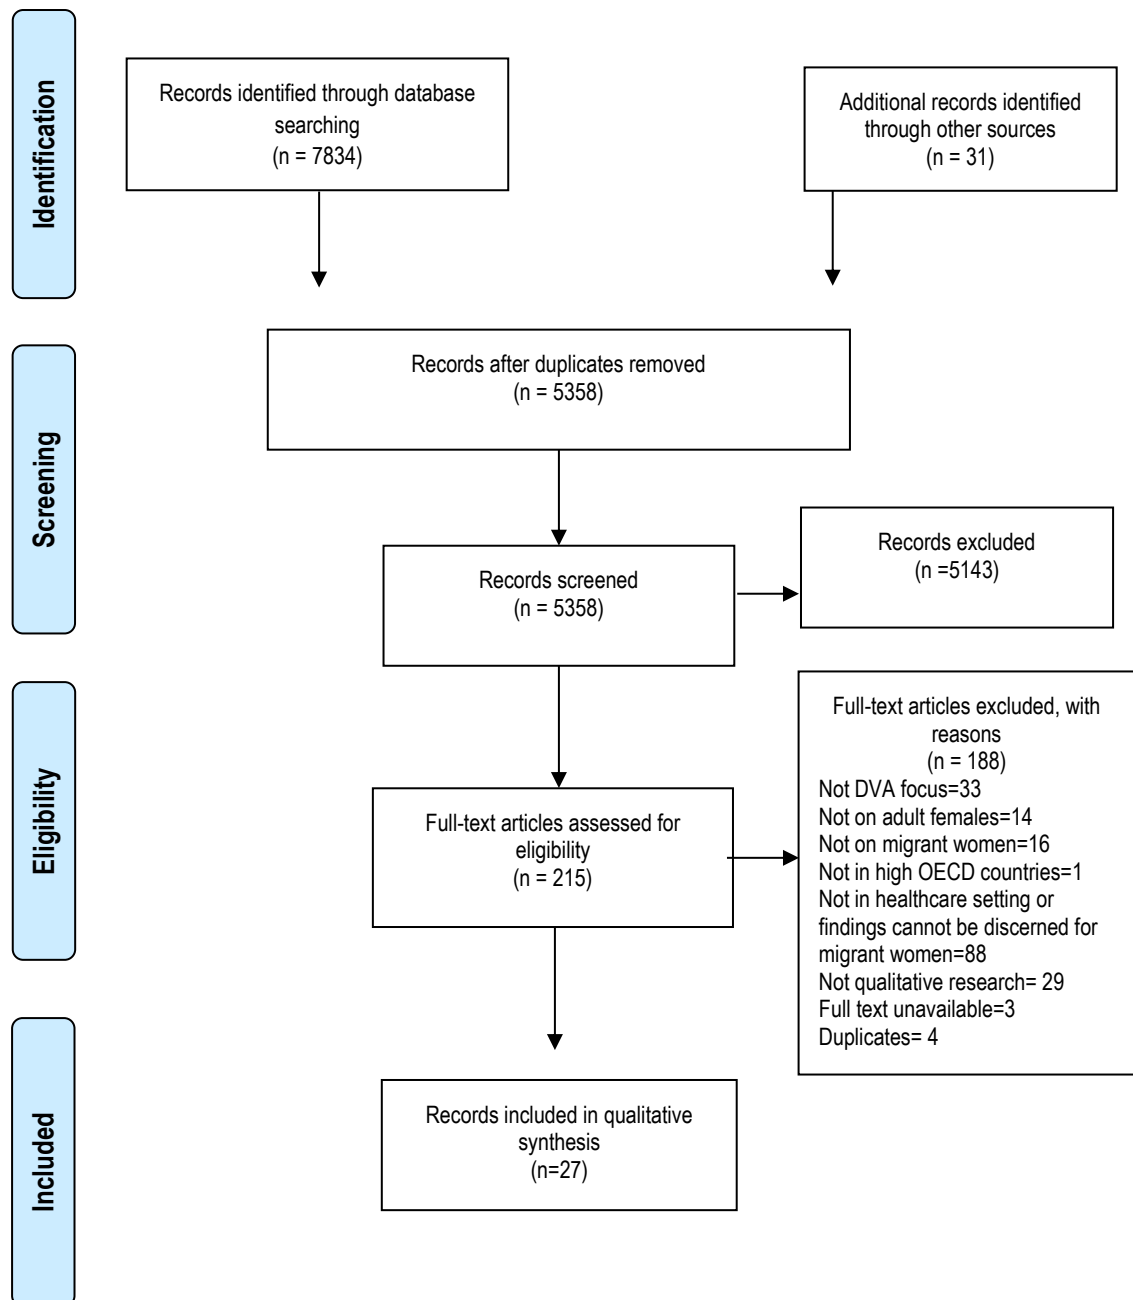 Identification
Records identified through database
searching
(n = 7834)
Additional records identified
through other sources
(n = 31)
Screening
Records after duplicates removed
(n = 5358)
Records screened
(n = 5358)
Records excluded
(n =5143)
Eligibility
Full-text articles assessed for
eligibility
(n = 215)
Full-text articles excluded, with
reasons
(n = 188)
Not DVA focus=33
Not on adult females=14
Not on migrant women=16
Not in high OECD countries=1
Not in healthcare setting or
findings cannot be discerned for
migrant women=88
Not qualitative research= 29
Full text unavailable=3
Duplicates= 4
Included
Records included in qualitative
synthesis
(n=27)